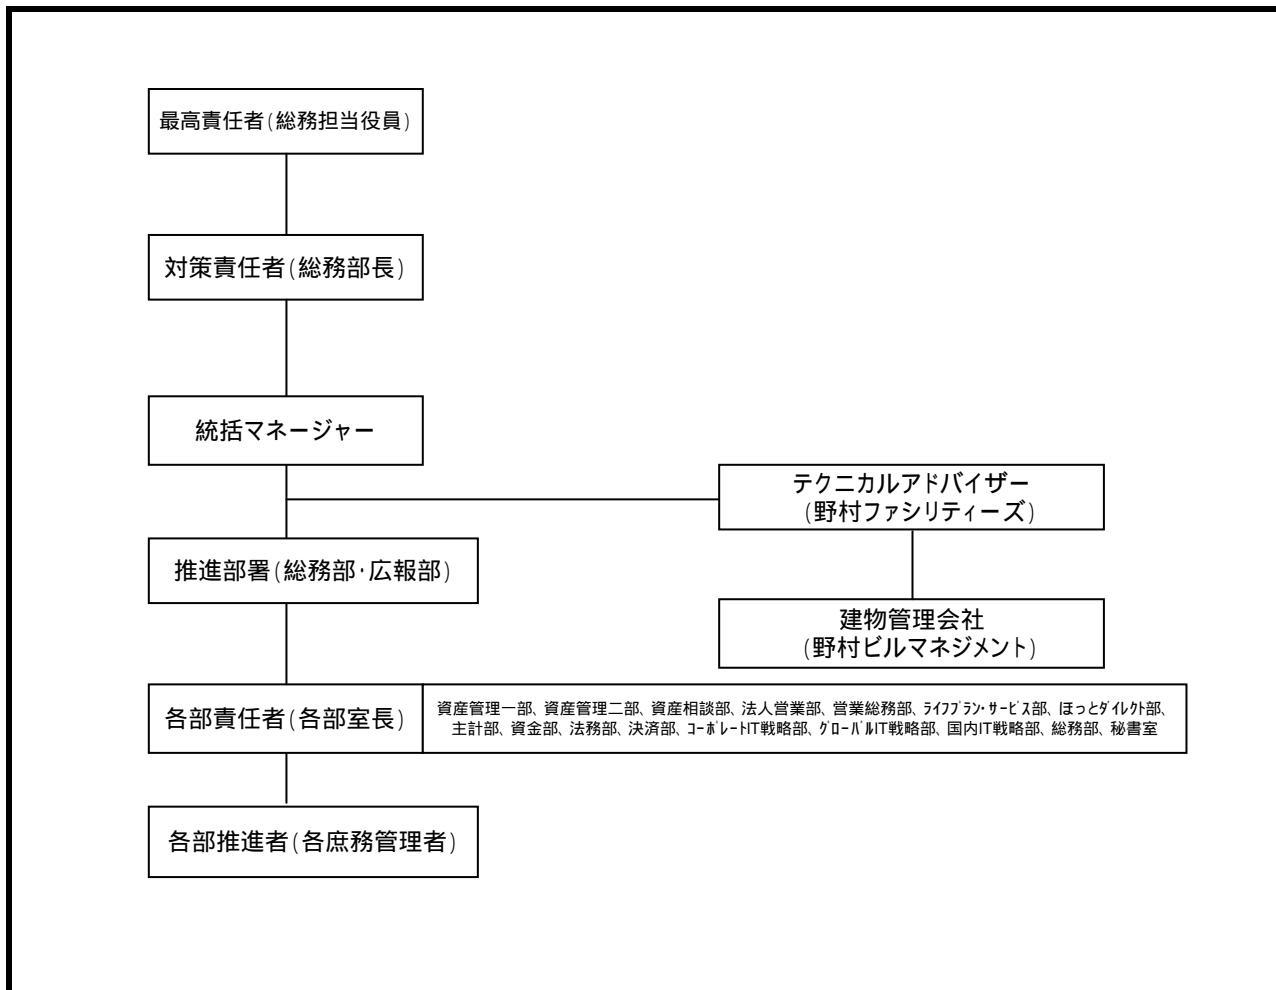 最高責任者(総務担当役員)
対策責任者(総務部長)
統括マネージャー
テクニカルアドバイザー
(野村ファシリティーズ)
推進部署(総務部・広報部)
建物管理会社
(野村ビルマネジメント)
各部責任者(各部室長)
資産管理一部、資産管理二部、資産相談部、法人営業部、営業総務部、ﾗｲﾌﾌﾟﾗﾝ・ｻｰﾋﾞｽ部、ほっとﾀﾞｲﾚｸﾄ部、
主計部、資金部、法務部、決済部、ｺｰﾎﾟﾚｰﾄIT戦略部、ｸﾞﾛｰﾊﾞﾙIT戦略部、国内IT戦略部、総務部、秘書室
各部推進者(各庶務管理者)